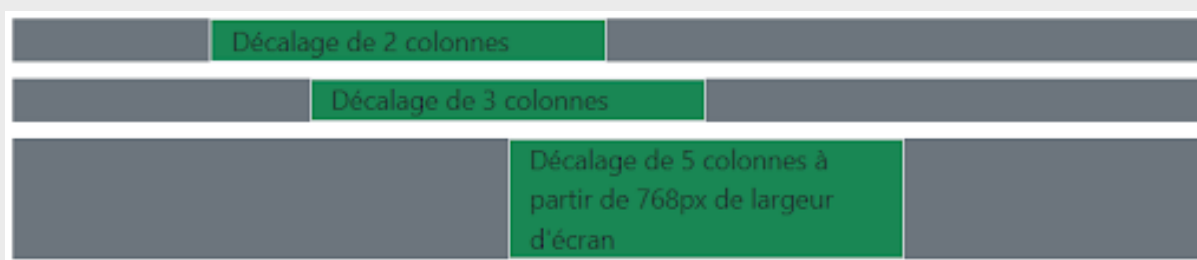 Décalage de 2 colonnes
Décalage de 3 colonnes
Décalage de 5 colonnes à
partir de 768px de largeur
d'écran